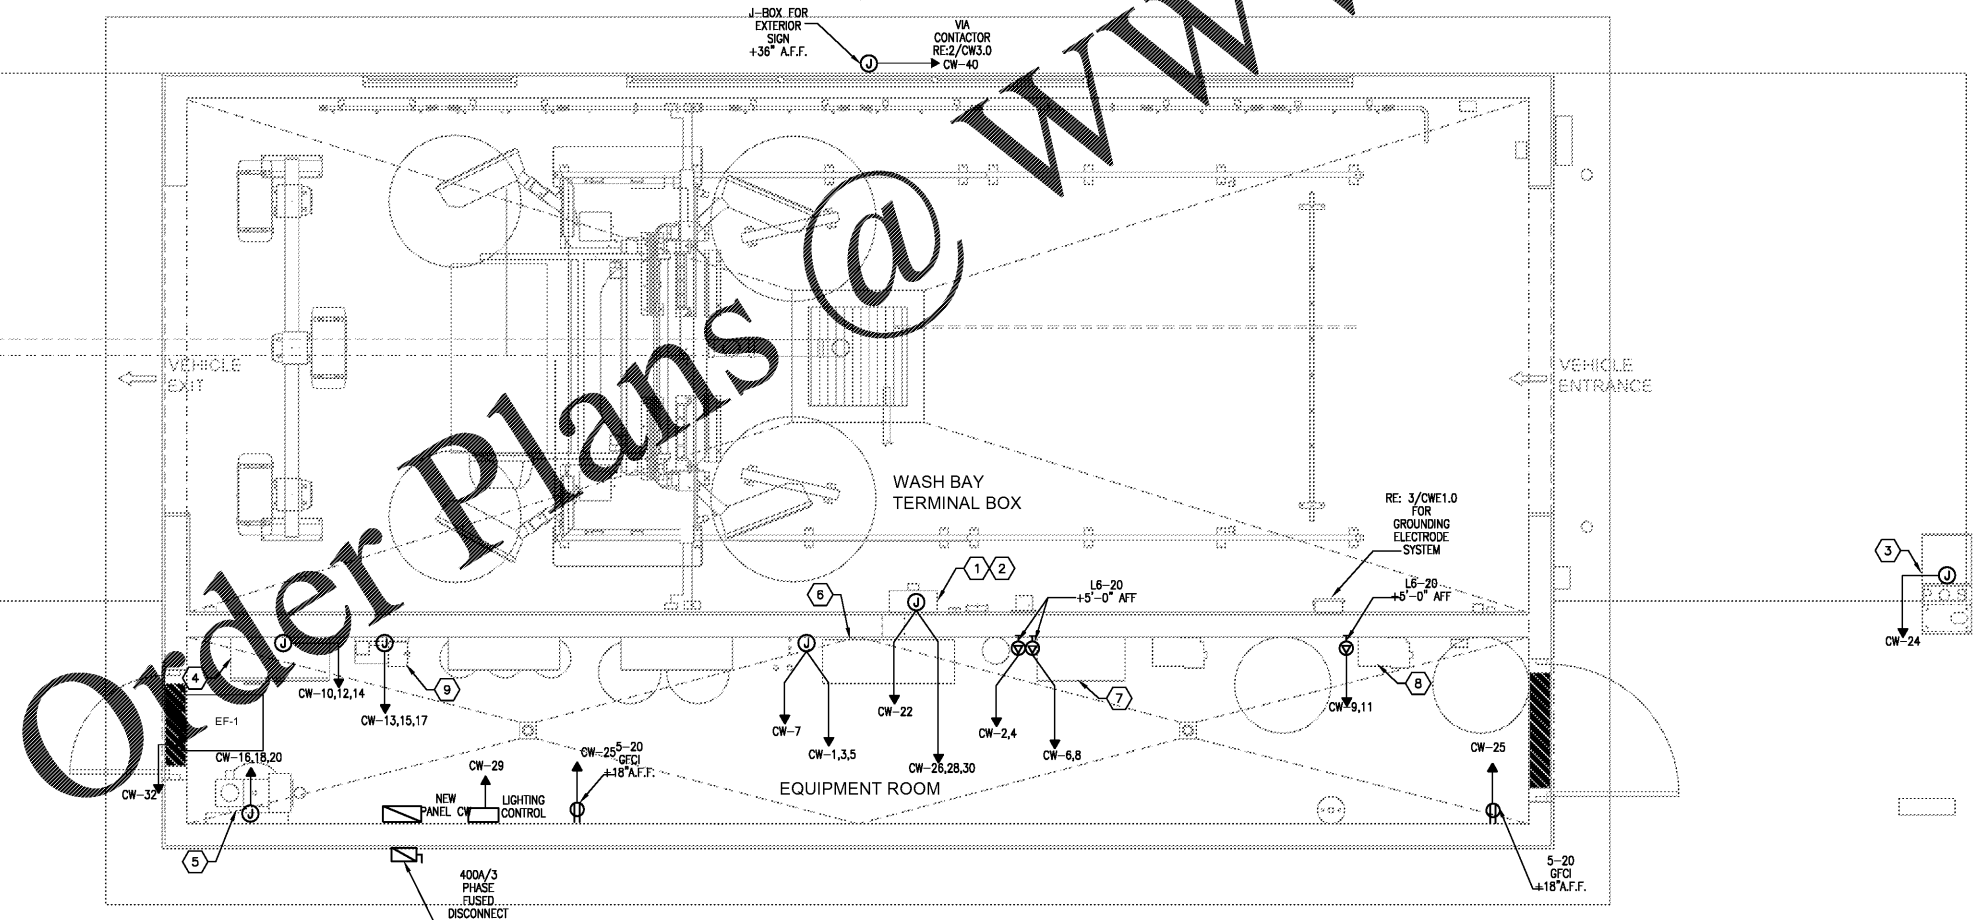 J-BOX FOR
EXTERIOR
SIGN
+36" A.F.F.
VIA
CONTACTOR
RE:2/CW3.0
CW-40
Order Plans @ www.
VEHICLE
EXIT
VEHICLE
ENTRANCE
WASH BAY
TERMINAL BOX
RE: 3/CWE1.0
FOR
GROUNDING
ELECTRODE
SYSTEM
3
CW-24
1
2
6
L6-20
+5'-0" AFF
L6-20
+5'-0" AFF
4
CW-10,12,14
9
CW-13,15,17
EF-1
CW-7
CW-1,3,5
CW-22
CW-26,28,30
CW-2,4
CW-6,8
7
CW-9,11
8
CW-16,18,20
CW-32
CW-29
CW-25
5-20
GFCI
+18"A.F.F.
CW-25
EQUIPMENT ROOM
NEW
PANEL CW
LIGHTING
CONTROL
5
400A/3
PHASE
FUSED
DISCONNECT
5-20
GFCI
+18"A.F.F.